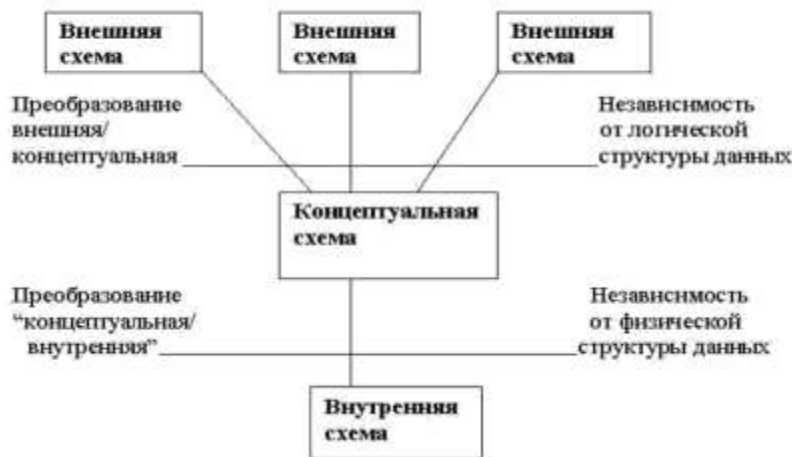 Внешняя
схема
Внешняя
схема
Внешняя
схема
Преобразование
внешняя/
концептуальная
Независимость
от логической
структуры данных
Концептуальная
схема
Преобразование
“концептуальная/
внутренняя”
Независимость
от физической
структуры данных
Внутренняя
схема